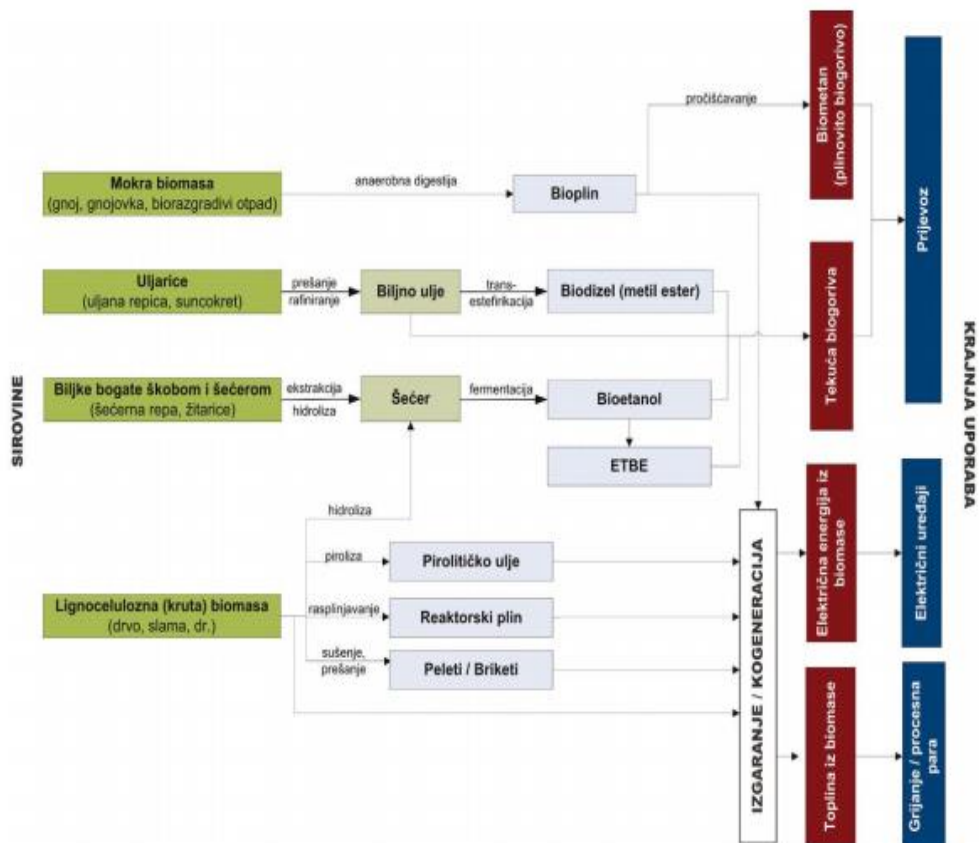 SIROVINE
Mokra biomasa
(gnoj, gnojovka, biorazgradivi otpad)
anaerobna digestija
Bioplin
pročišćavanje
Biometan
(plinovito biogorivo)
Prijevoz
Uljarice
(uljana repica, suncokret)
prešanje
rafiniranje
Biljno ulje
trans-
estefirikacija
Biodizel (metil ester)
Tekuća biogoriva
Biljke bogate škobom i šećerom
(šećerna repa, žitarice)
ekstrakcija
hidroliza
Šećer
fermentacija
Bioetanol
ETBE
hidroliza
piroliza
Pirolitičko ulje
Lignocelulozna (kruta) biomasa
(drvo, slama, dr.)
rasplinjavanje
Reaktorski plin
sušenje,
prešanje
Peleti / Briketi
IZGARANJE / KOGENERACIJA
Električna energija iz
biomase
Električni uređaji
Toplina iz biomase
Grijanje / procesna
para
KRAJNJA UPORABA